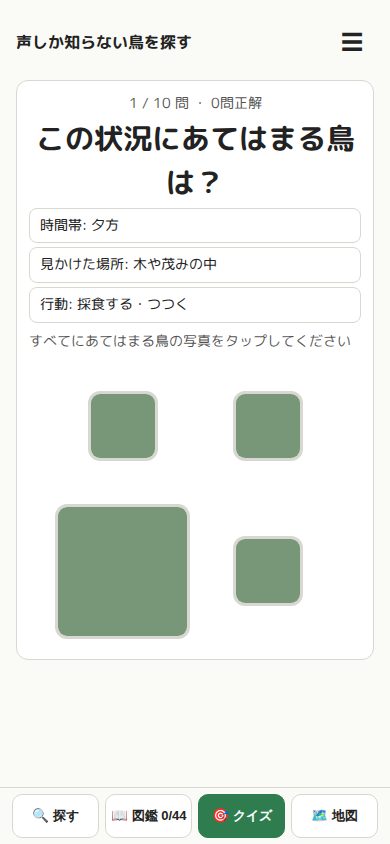 声しか知らない鳥を探す
1 / 10 問 · 0問正解
この状況にあてはまる鳥
は？
時間帯: 夕方
見かけた場所: 木や茂みの中
行動: 採食する・つつく
すべてにあてはまる鳥の写真をタップしてください
探す
図鑑 0/44
クイズ
地図